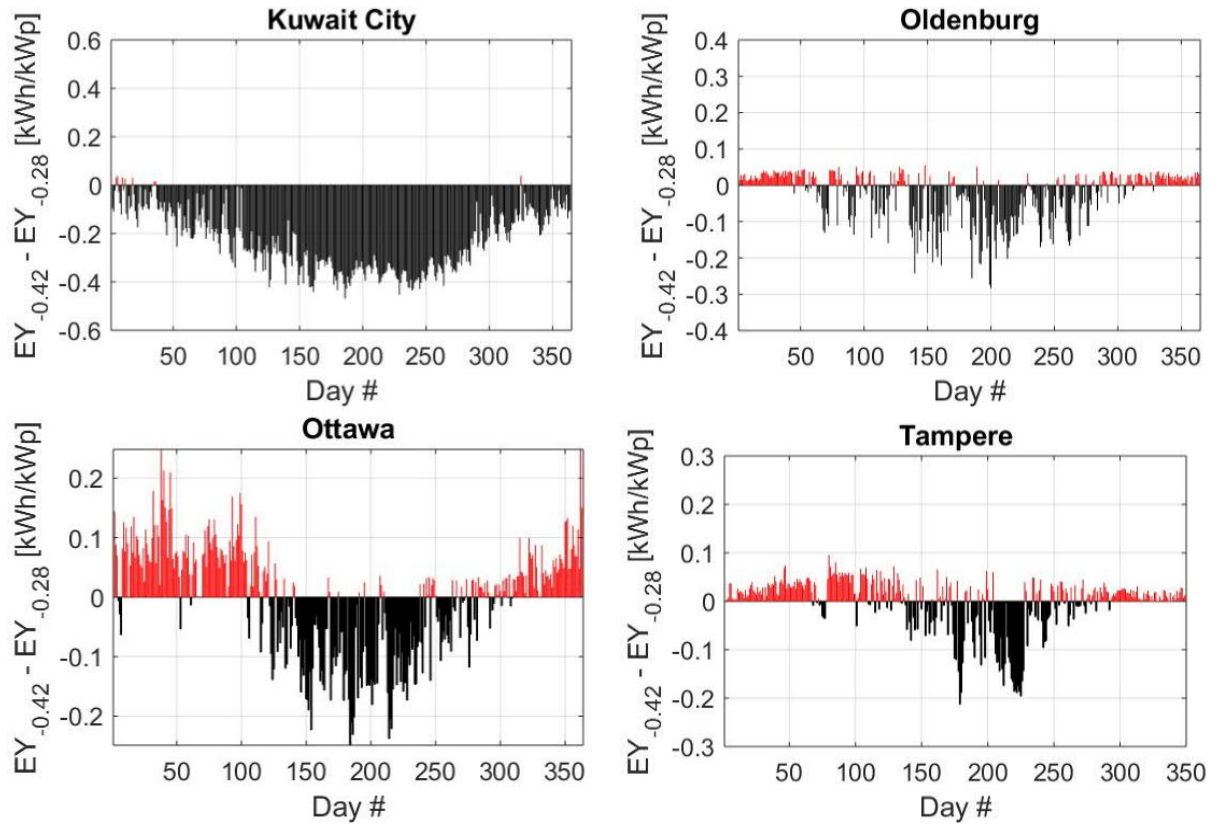 Kuwait City
EY-0.42 - EY-0.28 [kWh/kWp]
0.6
0.4
0.2
0
-0.2
-0.4
-0.6
50 100 150 200 250 300 350
Day #
Oldenburg
EY-0.42 - EY-0.28 [kWh/kWp]
0.4
0.3
0.2
0.1
0
-0.1
-0.2
-0.3
-0.4
50 100 150 200 250 300 350
Day #
Ottawa
EY-0.42 - EY-0.28 [kWh/kWp]
0.2
0.1
0
-0.1
-0.2
50 100 150 200 250 300 350
Day #
Tampere
EY-0.42 - EY-0.28 [kWh/kWp]
0.3
0.2
0.1
0
-0.1
-0.2
-0.3
50 100 150 200 250 300 350
Day #